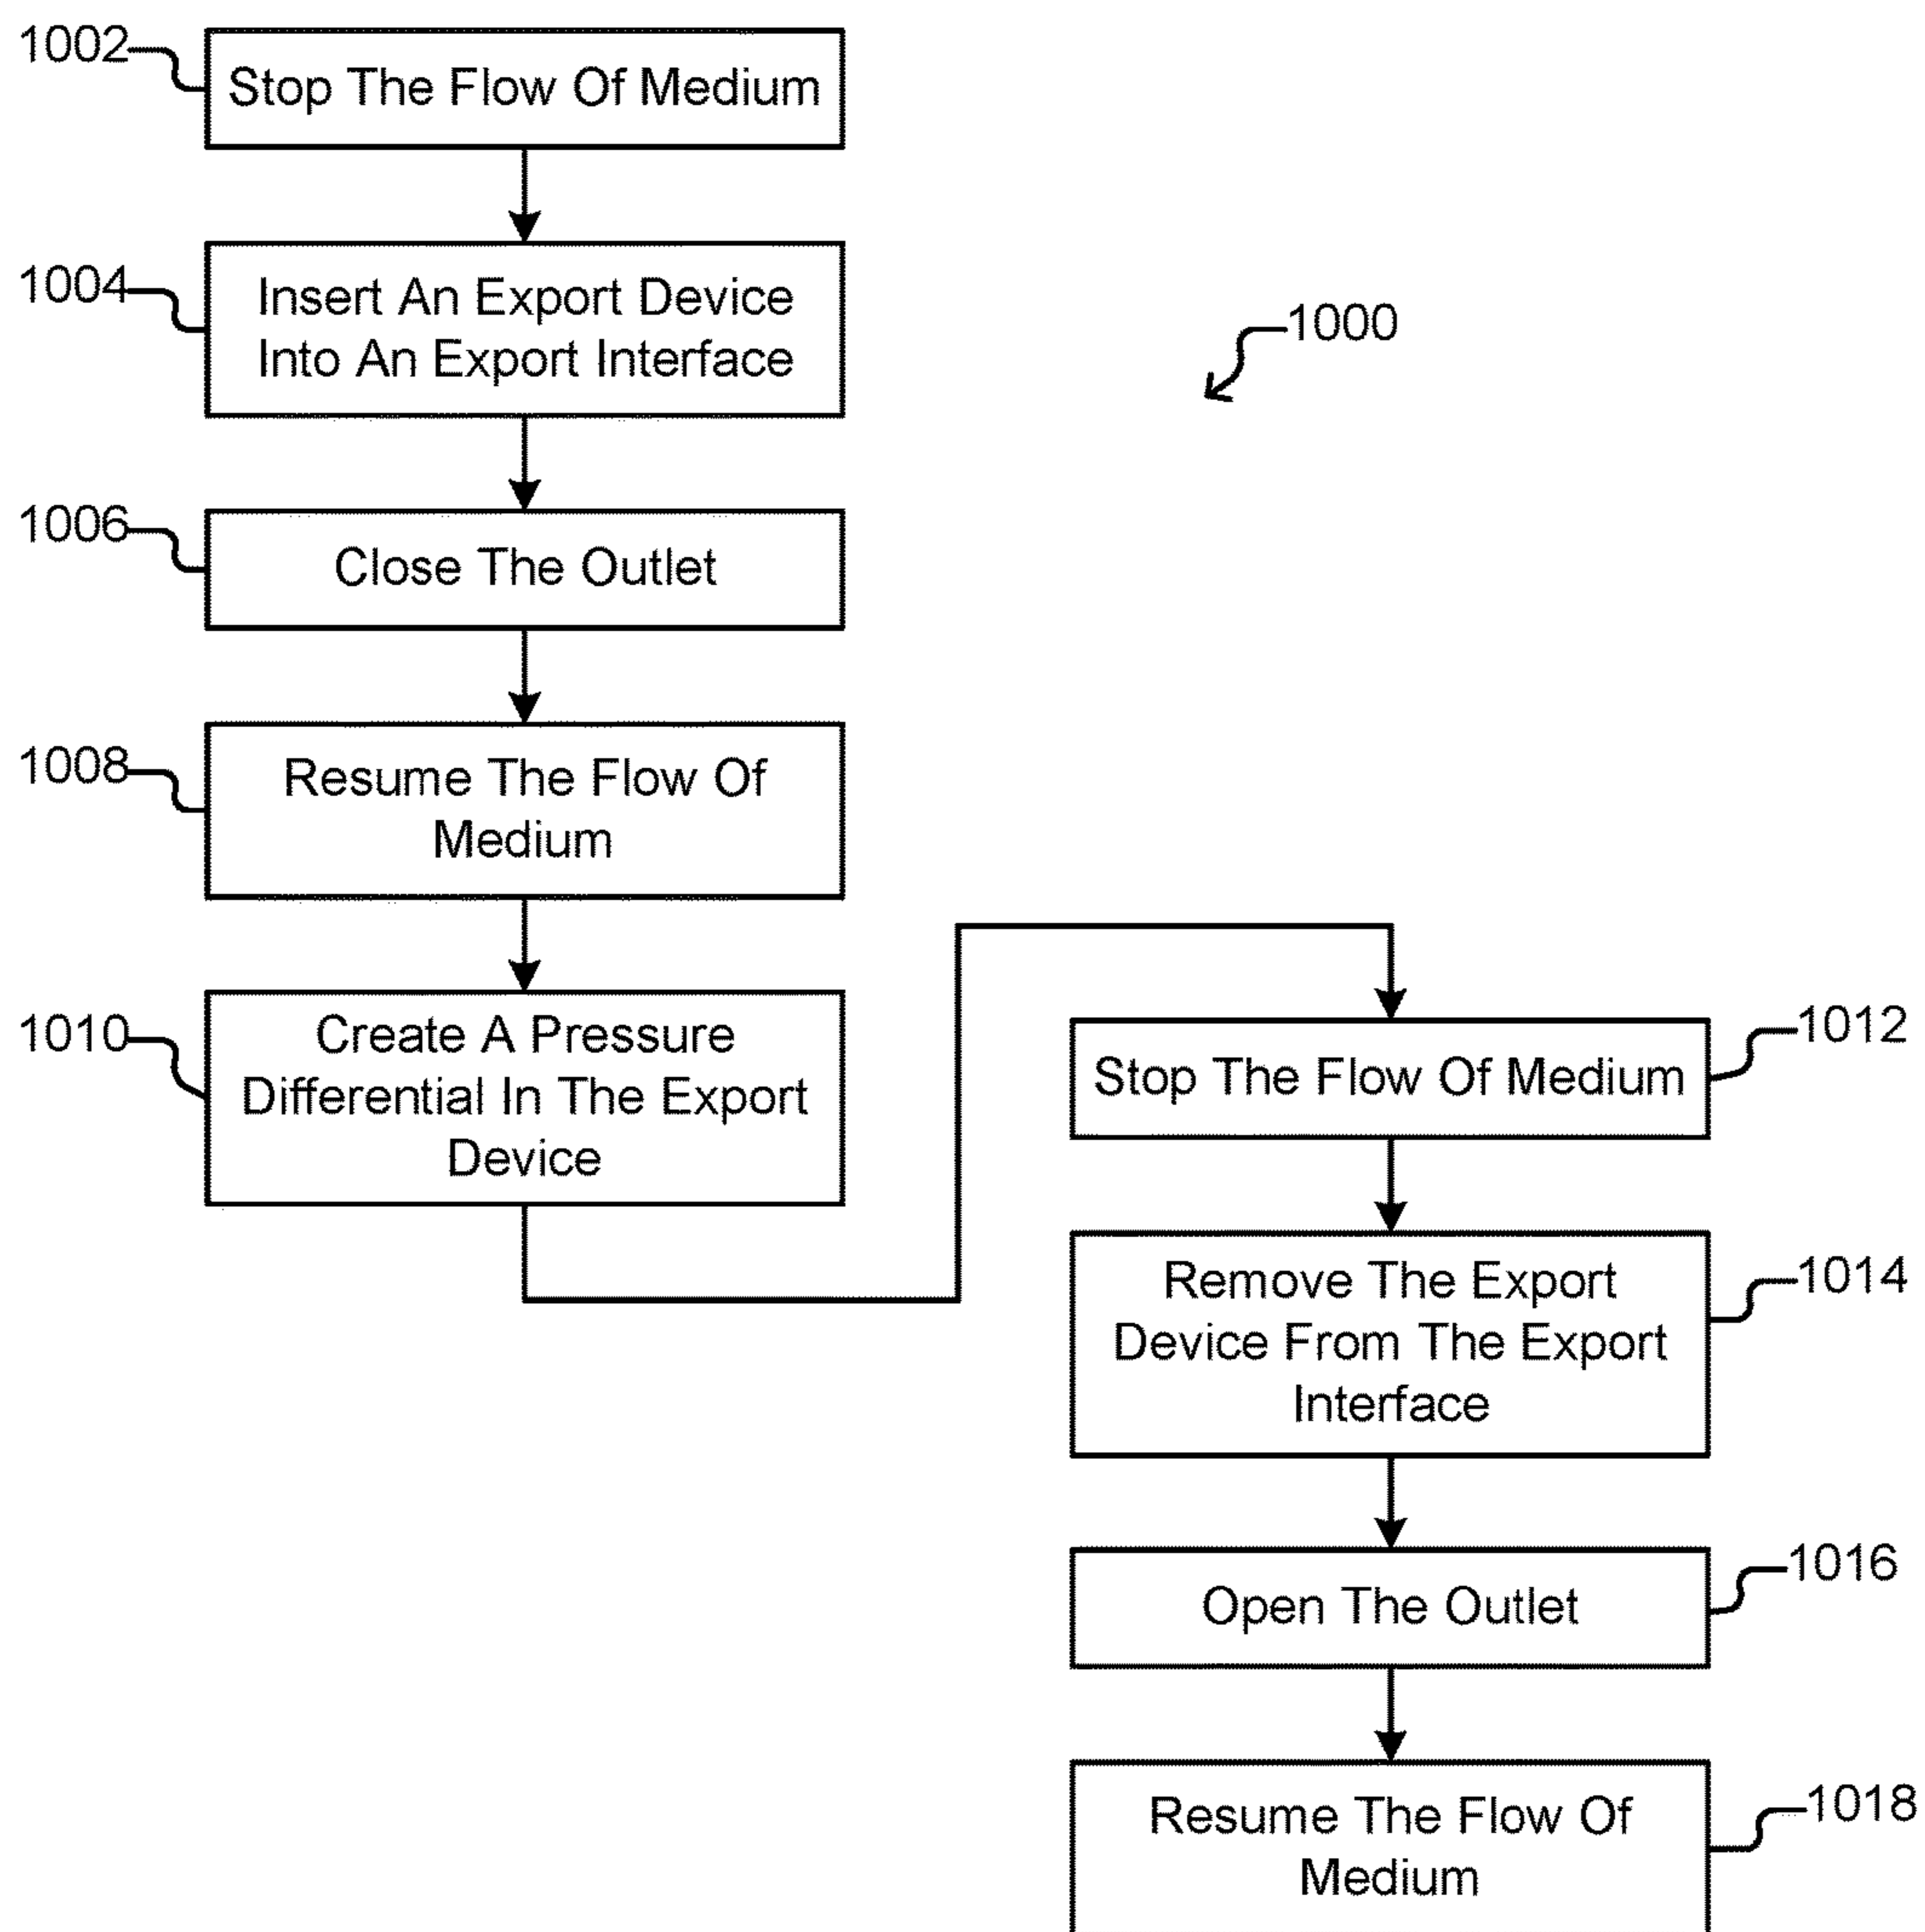 1002
Stop The Flow Of Medium
1004
Insert An Export Device
Into An Export Interface
1000
1006
Close The Outlet
1008
Resume The Flow Of
Medium
1010
Create A Pressure
Differential In The Export
Device
1012
Stop The Flow Of Medium
1014
Remove The Export
Device From The Export
Interface
1016
Open The Outlet
1018
Resume The Flow Of
Medium